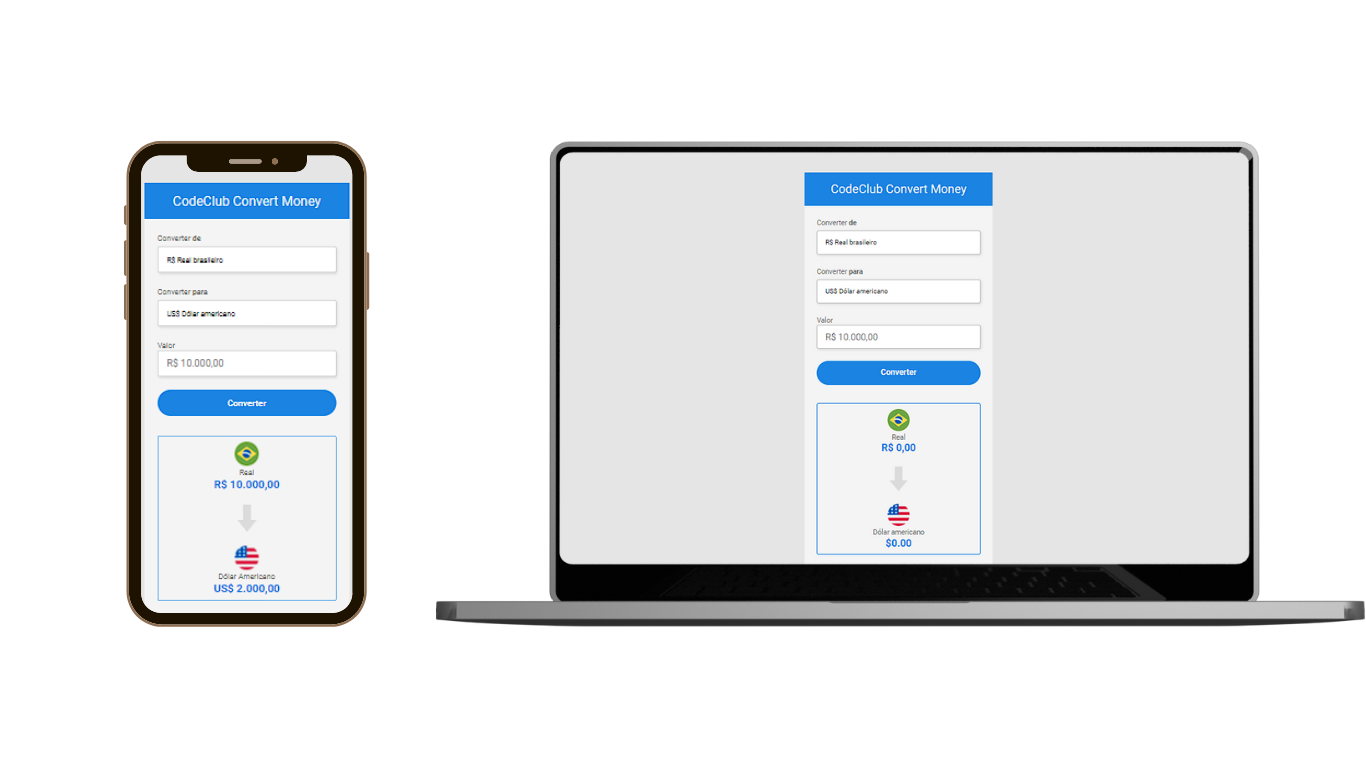 CodeClub Convert Money
Converter de
R$ Real brasileiro
Converter para
US$ Dólar americano
Valor
R$ 10.000,00
Converter
Real
R$ 10.000,00
Dólar Americano
US$ 2.000,00
CodeClub Convert Money
Converter de
R$ Real brasileiro
Converter para
US$ Dólar americano
Valor
R$ 10.000,00
Converter
Real
R$ 0,00
Dólar americano
$0.00